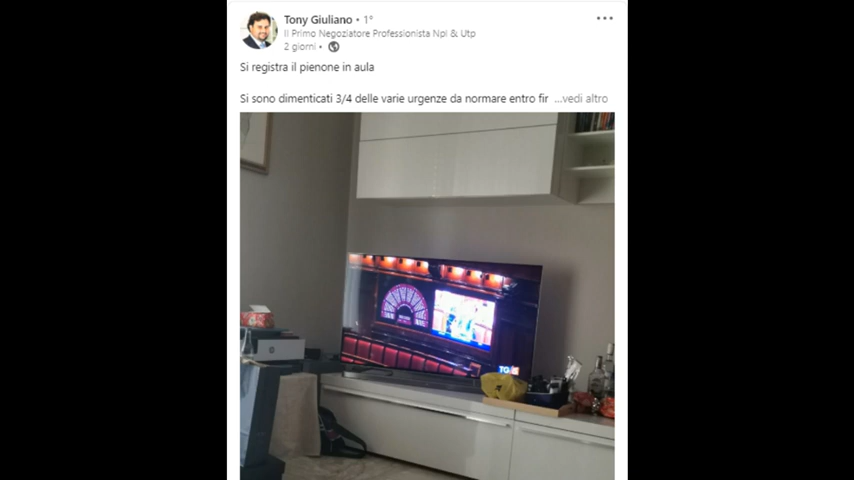 Tony Giuliano • 1°
Il Primo Negoziatore Professionista Npl & Utp
2 giorni •
Si registra il pienone in aula
Si sono dimenticati 3/4 delle varie urgenze da normare entro fir ...vedi altro
hp